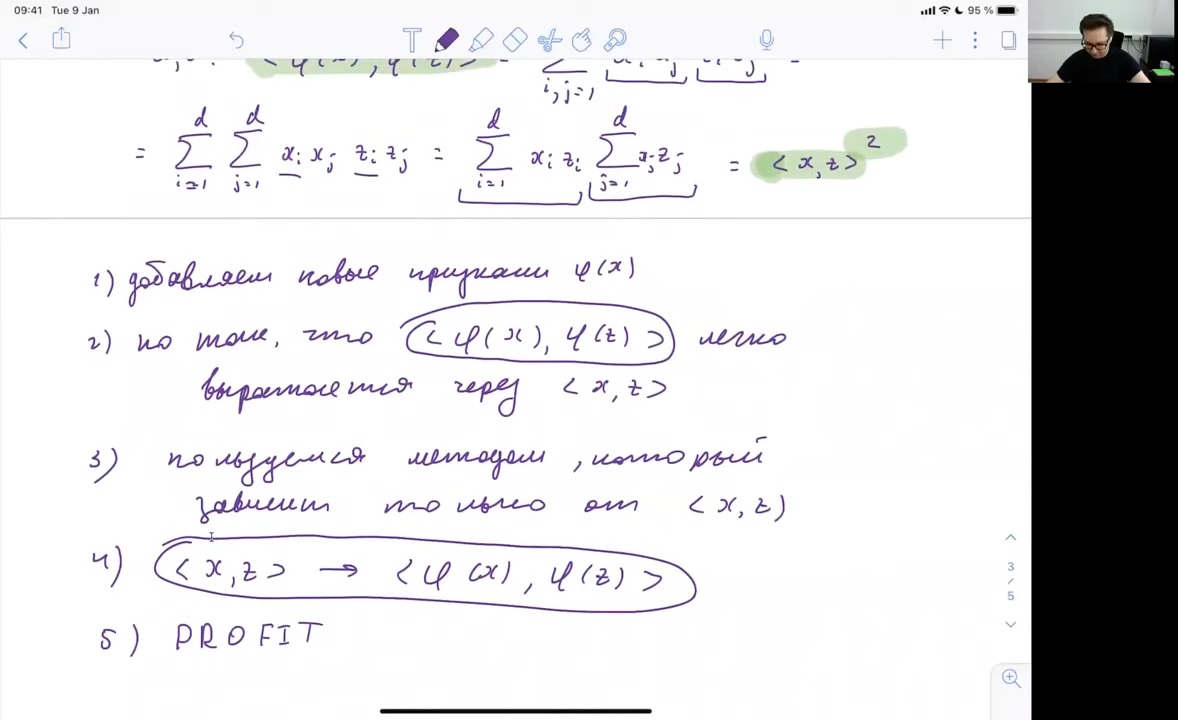 09:41 Tue 9 Jan
95 %
< φ(x), φ(z) > =
i, j=1
= ∑_{i=1}^{d} ∑_{j=1}^{d} x_i x_j z_i z_j = ∑_{i=1}^{d} x_i z_i ∑_{j=1}^{d} x_j z_j = < x, z >^2
1) добавляем новые признаки φ(x)
2) но так, что < φ(x), φ(z) > легко
выражается через < x, z >
3) пользуемся методом, который
зависит только от < x, z >
4) < x, z > → < φ(x), φ(z) >
5) PROFIT
3
/
5